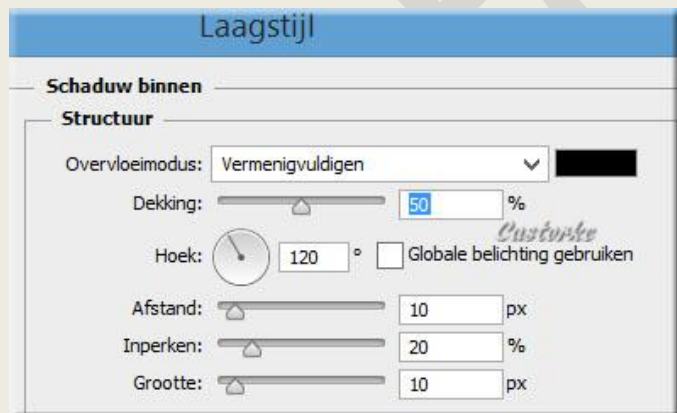 Laagstijl
Schaduw binnen
Structuur
Overvloeimodus: Vermenigvuldigen
Dekking: 50 %
Castorke
Hoek: 120 ° Globale belichting gebruiken
Afstand: 10 px
Inperken: 20 %
Grootte: 10 px